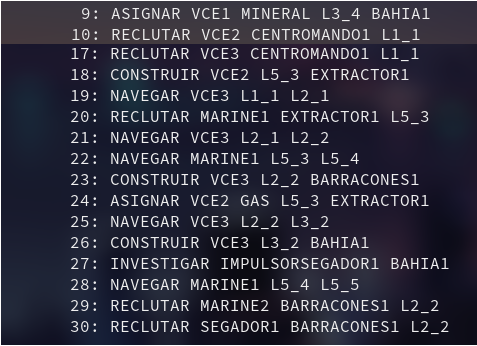 9: ASIGNAR VCE1 MINERAL L3_4 BAHIA1
10: RECLUTAR VCE2 CENTROMANDO1 L1_1
17: RECLUTAR VCE3 CENTROMANDO1 L1_1
18: CONSTRUIR VCE2 L5_3 EXTRACTOR1
19: NAVEGAR VCE3 L1_1 L2_1
20: RECLUTAR MARINE1 EXTRACTOR1 L5_3
21: NAVEGAR VCE3 L2_1 L2_2
22: NAVEGAR MARINE1 L5_3 L5_4
23: CONSTRUIR VCE3 L2_2 BARRACONES1
24: ASIGNAR VCE2 GAS L5_3 EXTRACTOR1
25: NAVEGAR VCE3 L2_2 L3_2
26: CONSTRUIR VCE3 L3_2 BAHIA1
27: INVESTIGAR IMPULSORSEGADOR1 BAHIA1
28: NAVEGAR MARINE1 L5_4 L5_5
29: RECLUTAR MARINE2 BARRACONES1 L2_2
30: RECLUTAR SEGADOR1 BARRACONES1 L2_2